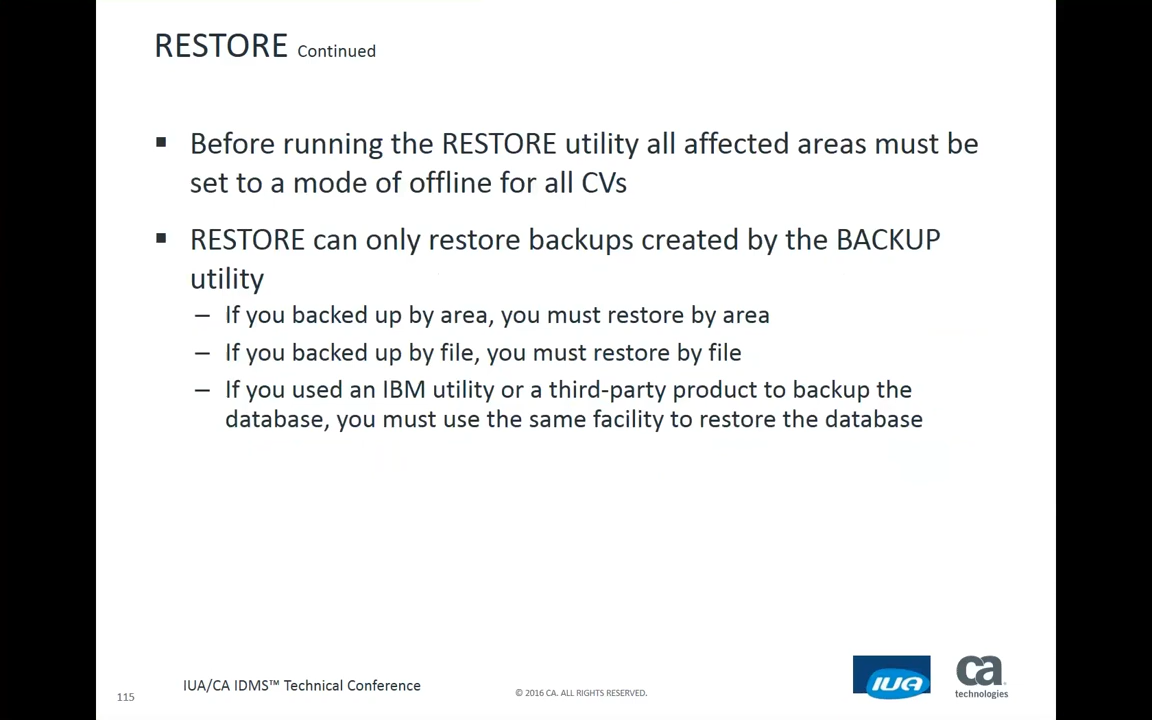 RESTORE Continued
▪ Before running the RESTORE utility all affected areas must be
set to a mode of offline for all CVs
▪ RESTORE can only restore backups created by the BACKUP
utility
– If you backed up by area, you must restore by area
– If you backed up by file, you must restore by file
– If you used an IBM utility or a third-party product to backup the
database, you must use the same facility to restore the database
115
IUA/CA IDMS™ Technical Conference
© 2016 CA. ALL RIGHTS RESERVED.
IUA
ca
technologies